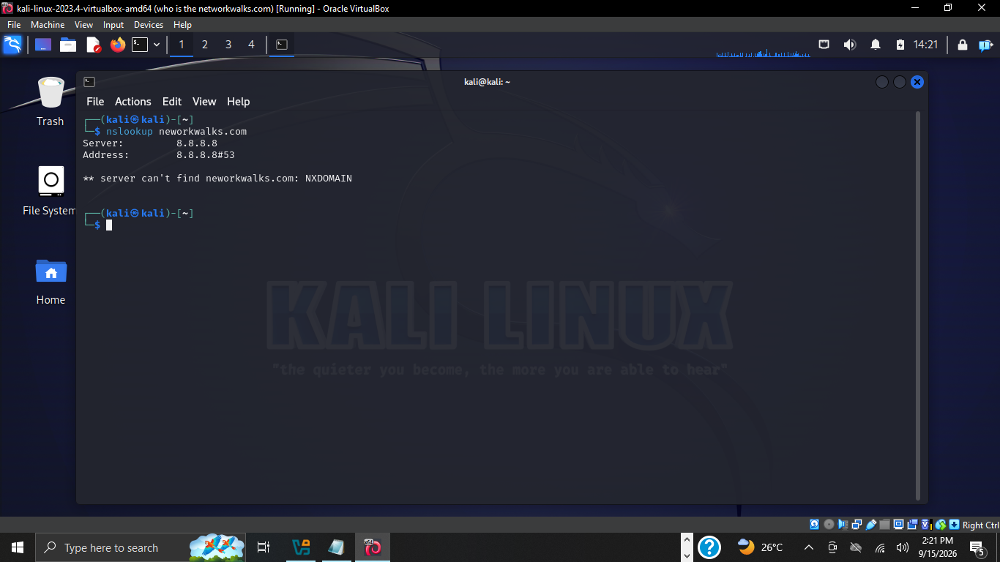 kali-linux-2023.4-virtualbox-amd64 (who is the networkwalks.com) [Running] - Oracle VirtualBox
File Machine View Input Devices Help
1 2 3 4 14:21
kali@kali: ~
File Actions Edit View Help
Trash
File System
Home
┌──(kali㉿kali)-[~]
└─$ nslookup neworkwalks.com
Server: 8.8.8.8
Address: 8.8.8.8#53
** server can't find neworkwalks.com: NXDOMAIN
┌──(kali㉿kali)-[~]
└─$
KALI LINUX
"the quieter you become, the more you are able to hear"
Right Ctrl
Type here to search
26°C
2:21 PM
9/15/2026
5